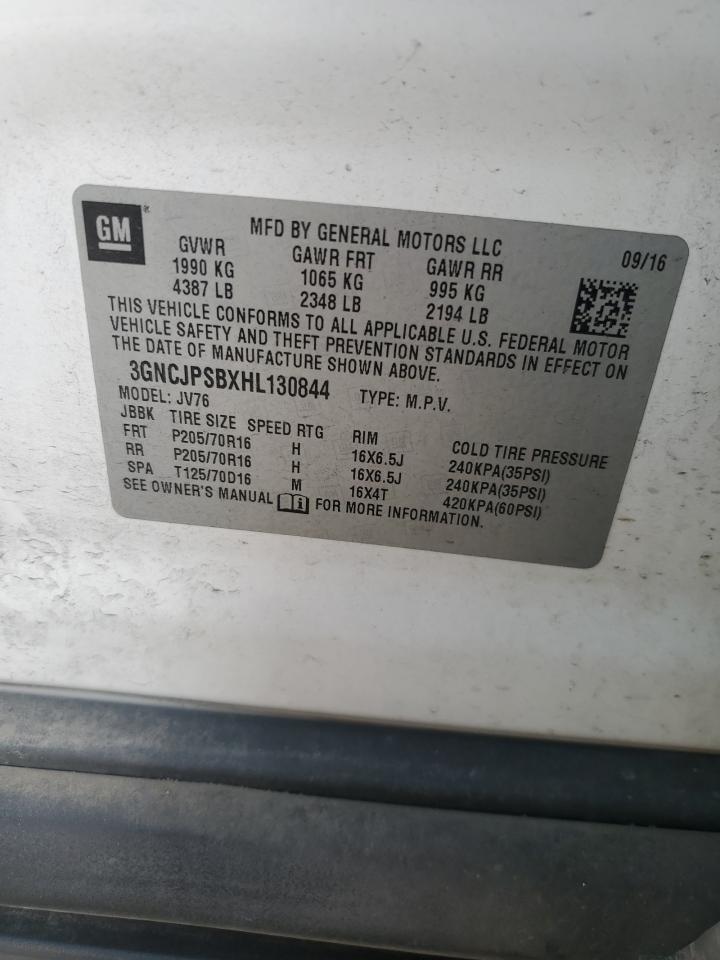 GM
MFD BY GENERAL MOTORS LLC
09/16
GVWR GAWR FRT GAWR RR
1990 KG 1065 KG 995 KG
4387 LB 2348 LB 2194 LB
THIS VEHICLE CONFORMS TO ALL APPLICABLE U.S. FEDERAL MOTOR
VEHICLE SAFETY AND THEFT PREVENTION STANDARDS IN EFFECT ON
THE DATE OF MANUFACTURE SHOWN ABOVE.
3GNCJPSBXHL130844 TYPE: M.P.V.
MODEL: JV76
JBBK TIRE SIZE SPEED RTG RIM COLD TIRE PRESSURE
FRT P205/70R16 H 16X6.5J 240KPA(35PSI)
RR P205/70R16 H 16X6.5J 240KPA(35PSI)
SPA T125/70D16 M 16X4T 420KPA(60PSI)
SEE OWNER'S MANUAL FOR MORE INFORMATION.